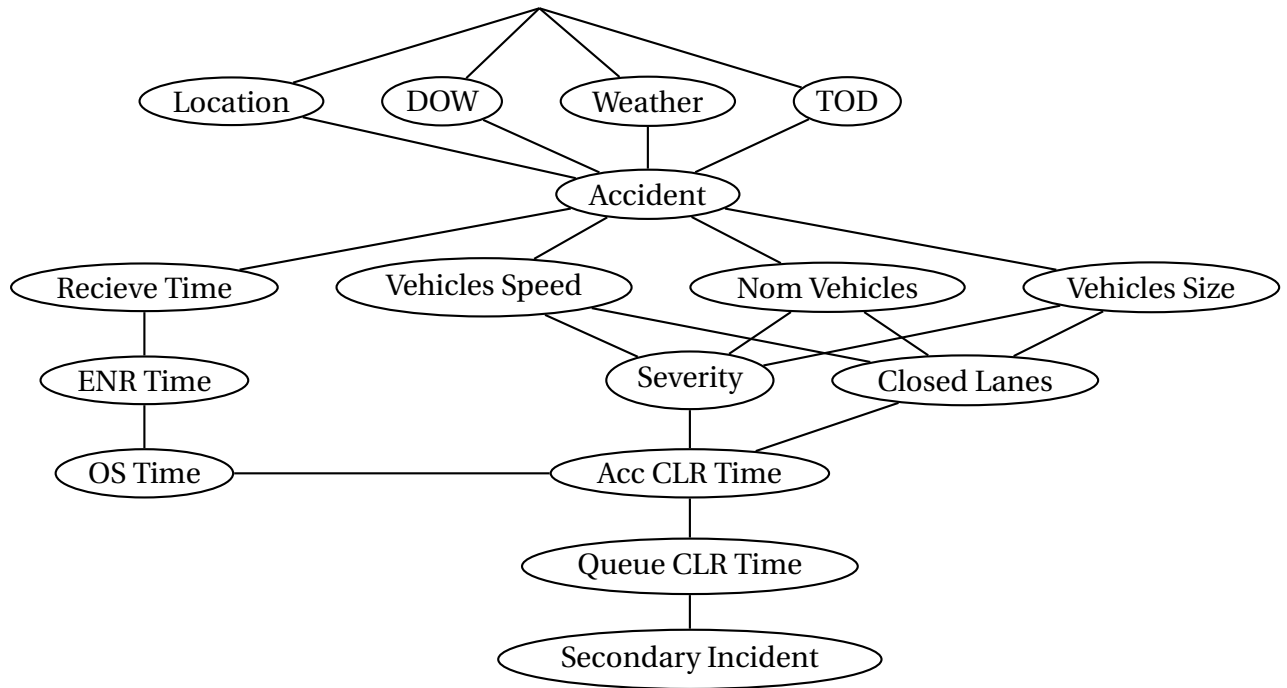 Location
DOW
Weather
TOD
Accident
Recieve Time
Vehicles Speed
Nom Vehicles
Vehicles Size
ENR Time
Severity
Closed Lanes
OS Time
Acc CLR Time
Queue CLR Time
Secondary Incident